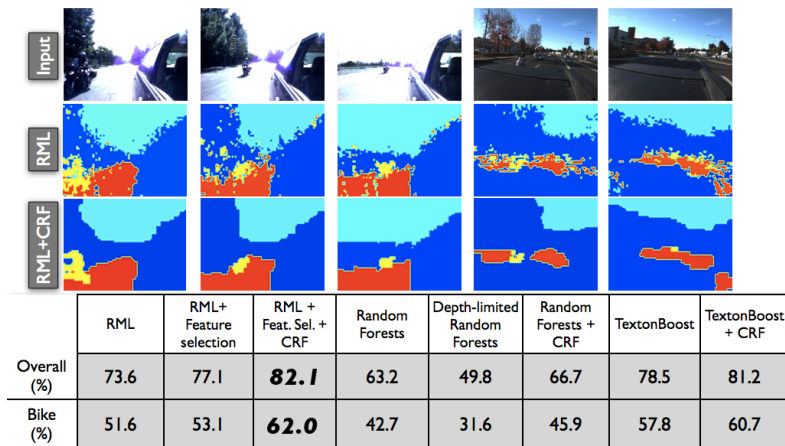 Input
RML
RML+CRF
RML
RML+
Feature
selection
RML +
Feat. Sel. +
CRF
Random
Forests
Depth-limited
Random
Forests
Random
Forests +
CRF
TextonBoost
TextonBoost
+ CRF
Overall
(%)
73.6 77.1 82.1 63.2 49.8 66.7 78.5 81.2
Bike
(%)
51.6 53.1 62.0 42.7 31.6 45.9 57.8 60.7